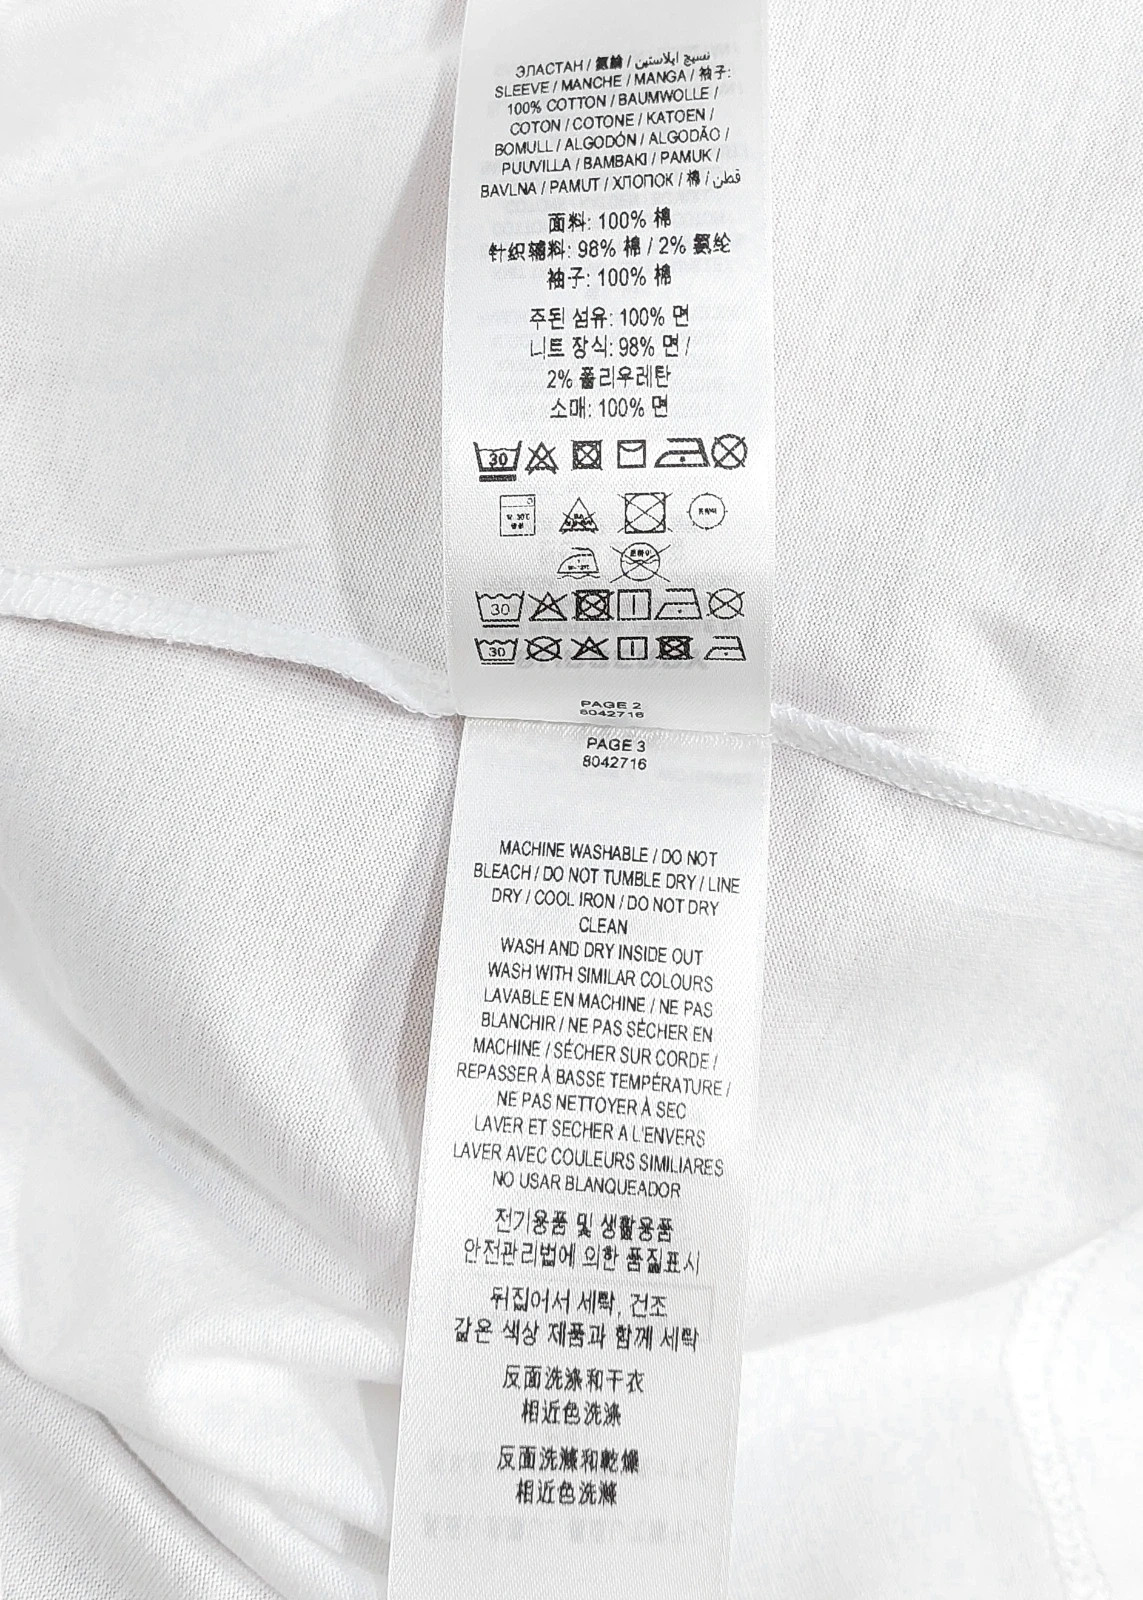 ЭЛАСТАН / 氨綸 / نسيج ايلاستين
SLEEVE / MANCHE / MANGA / 袖子:
100% COTTON / BAUMWOLLE /
COTON / COTONE / KATOEN /
BOMULL / ALGODÓN / ALGODÃO /
PUUVILLA / BAMBAKI / PAMUK /
BAVLNA / PAMUT / ХЛОПОК / 棉 / قطن
面料: 100% 棉
针织辅料: 98% 棉 / 2% 氨纶
袖子: 100% 棉
주된 섬유: 100% 면
니트 장식: 98% 면 /
2% 폴리우레탄
소매: 100% 면
30
30
30
PAGE 2
8042716
PAGE 3
8042716
MACHINE WASHABLE / DO NOT
BLEACH / DO NOT TUMBLE DRY / LINE
DRY / COOL IRON / DO NOT DRY
CLEAN
WASH AND DRY INSIDE OUT
WASH WITH SIMILAR COLOURS
LAVABLE EN MACHINE / NE PAS
BLANCHIR / NE PAS SÉCHER EN
MACHINE / SÉCHER SUR CORDE /
REPASSER À BASSE TEMPÉRATURE /
NE PAS NETTOYER À SEC
LAVER ET SECHER A L'ENVERS
LAVER AVEC COULEURS SIMILIARES
NO USAR BLANQUEADOR
전기용품 및 생활용품
안전관리법에 의한 품질표시
뒤집어서 세탁, 건조
같은 색상 제품과 함께 세탁
反面洗涤和干衣
相近色洗涤
反面洗滌和乾燥
相近色洗滌